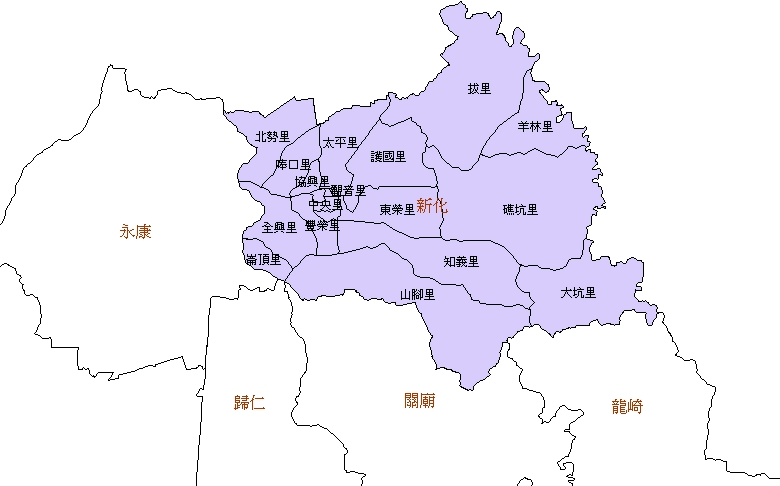 拔里
羊林里
北勢里
太平里
護國里
𦰡口里
協興里
觀音里
中央里
東榮里
新化
礁坑里
全興里
豐榮里
永康
崙頂里
知義里
山腳里
大坑里
歸仁
關廟
龍崎